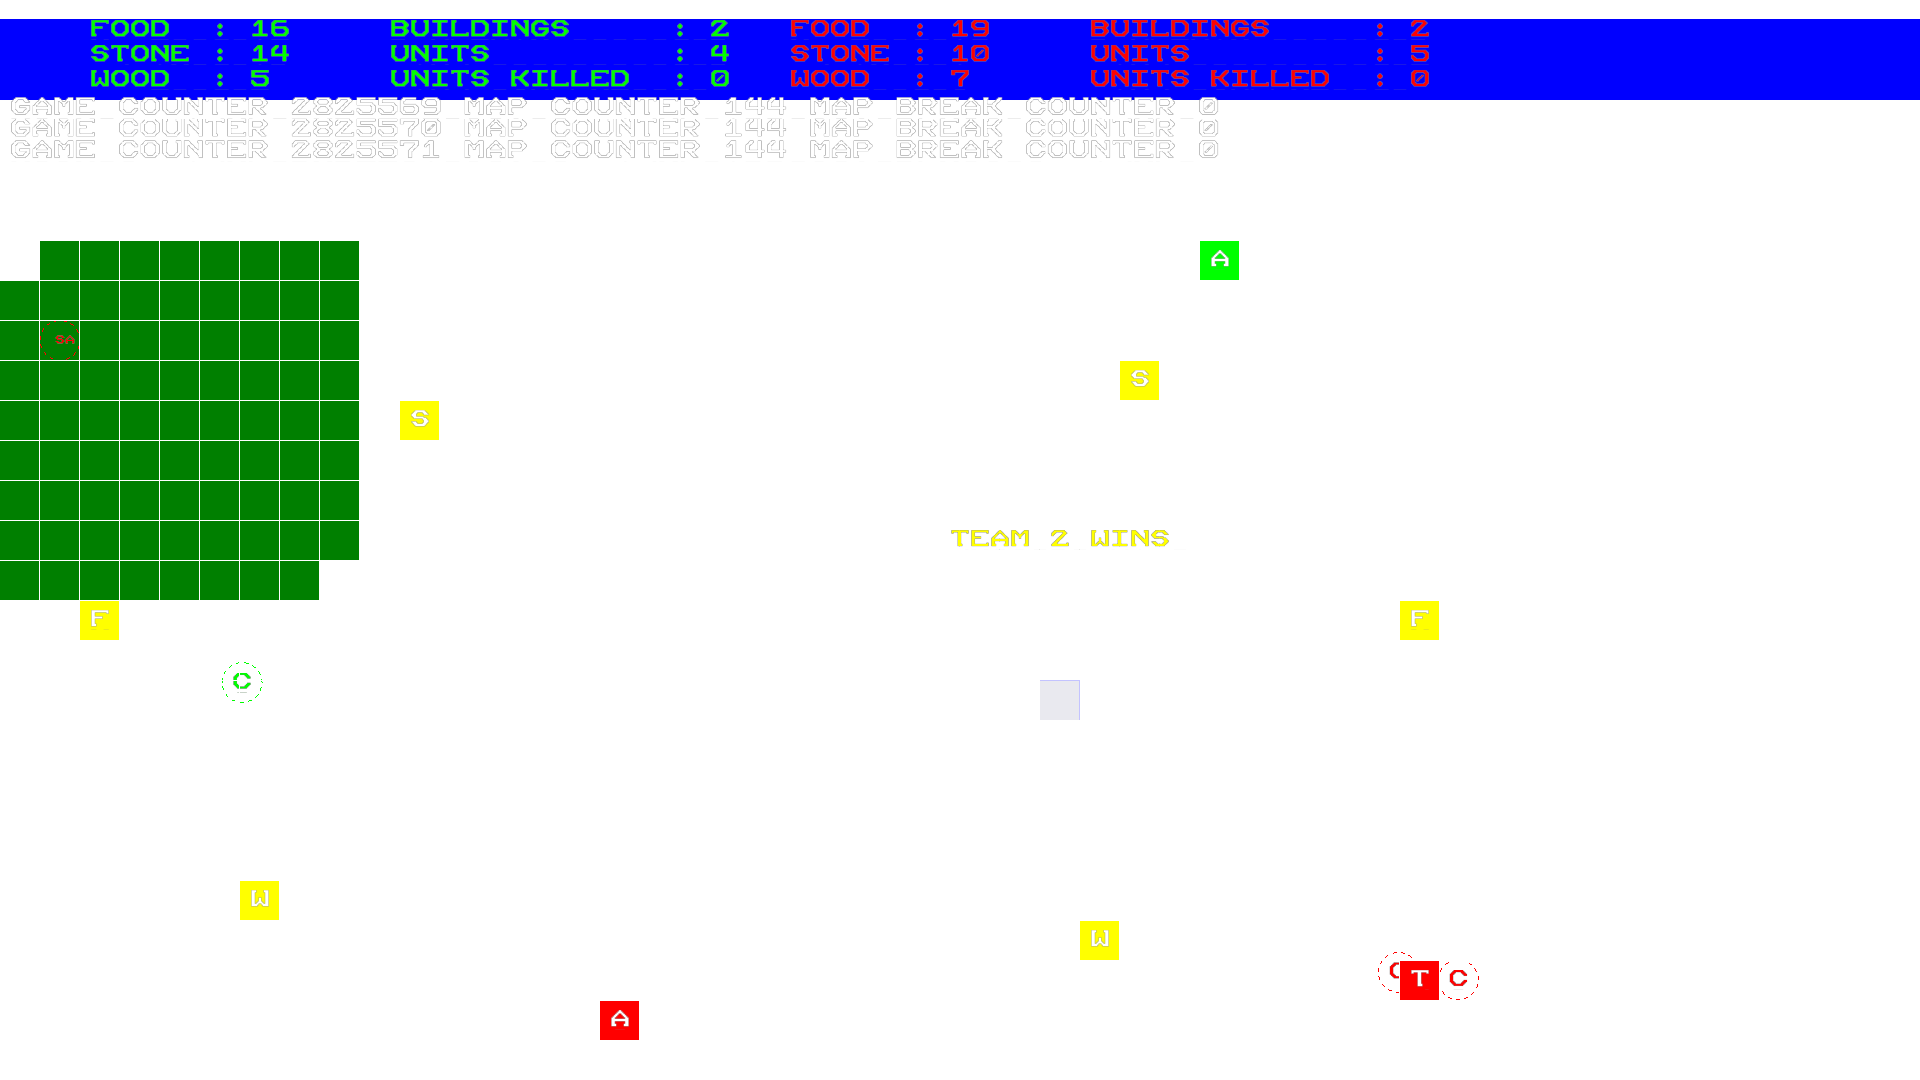 FOOD : 16 BUILDINGS : 2 FOOD : 19 BUILDINGS : 2
STONE : 14 UNITS : 4 STONE : 10 UNITS : 5
WOOD : 5 UNITS KILLED : 0 WOOD : 7 UNITS KILLED : 0
GAME COUNTER 2825569 MAP COUNTER 144 MAP BREAK COUNTER 0
GAME COUNTER 2825570 MAP COUNTER 144 MAP BREAK COUNTER 0
GAME COUNTER 2825571 MAP COUNTER 144 MAP BREAK COUNTER 0
A
SA
S
S
TEAM 2 WINS
F
F
C
W
W
C T C
A